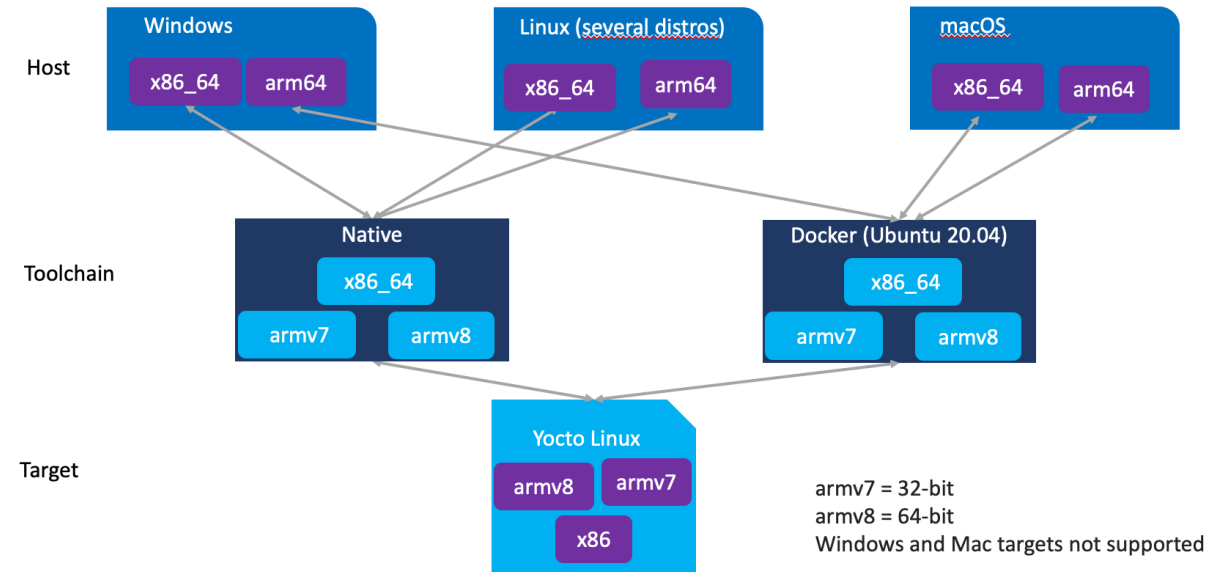 Windows
Linux (several distros)
macOS
Host
x86_64
arm64
x86_64
arm64
x86_64
arm64
Native
Docker (Ubuntu 20.04)
Toolchain
x86_64
x86_64
armv7
armv8
armv7
armv8
Yocto Linux
Target
armv8
armv7
x86
armv7 = 32-bit
armv8 = 64-bit
Windows and Mac targets not supported